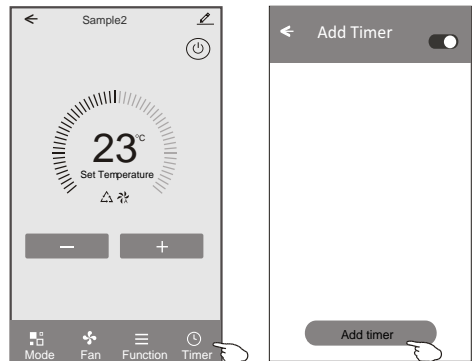 Sample2
23°C
Set Temperature
Mode Fan Function Timer
Add Timer
Add timer